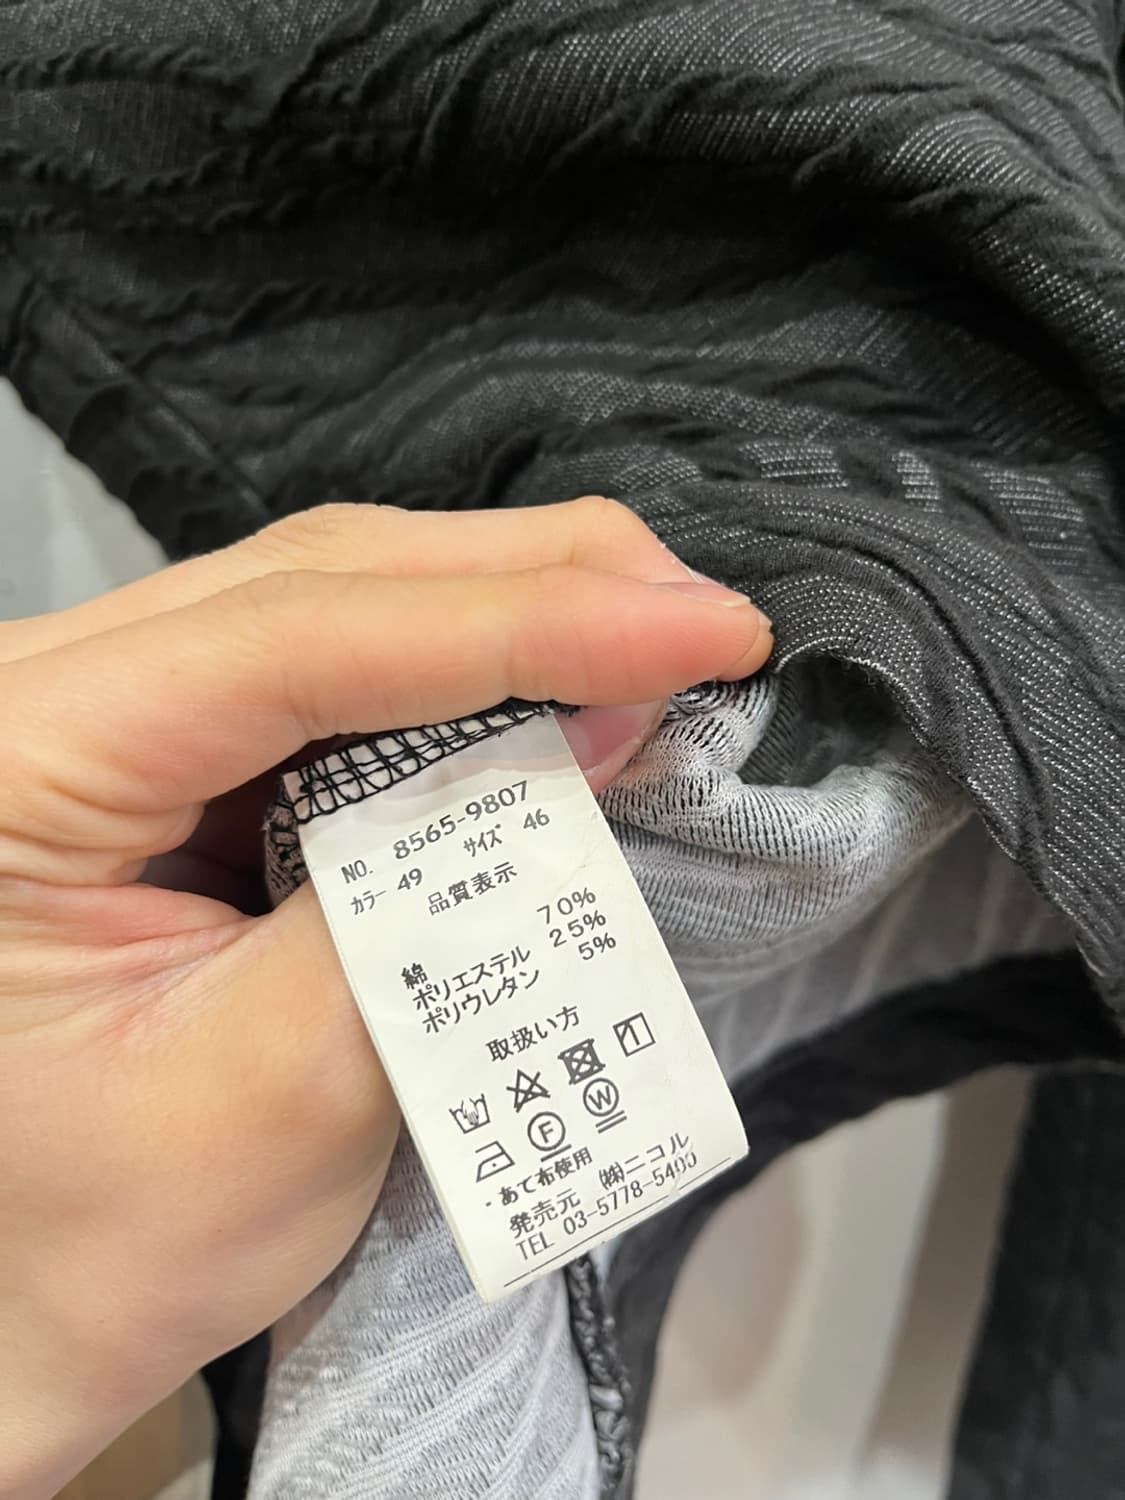 NO. 8565-9807
カラー 49 サイズ 46
品質表示
綿 70%
ポリエステル 25%
ポリウレタン 5%
取扱い方
F W
・あて布使用
発売元 ㈱ニコル
TEL 03-5778-5400